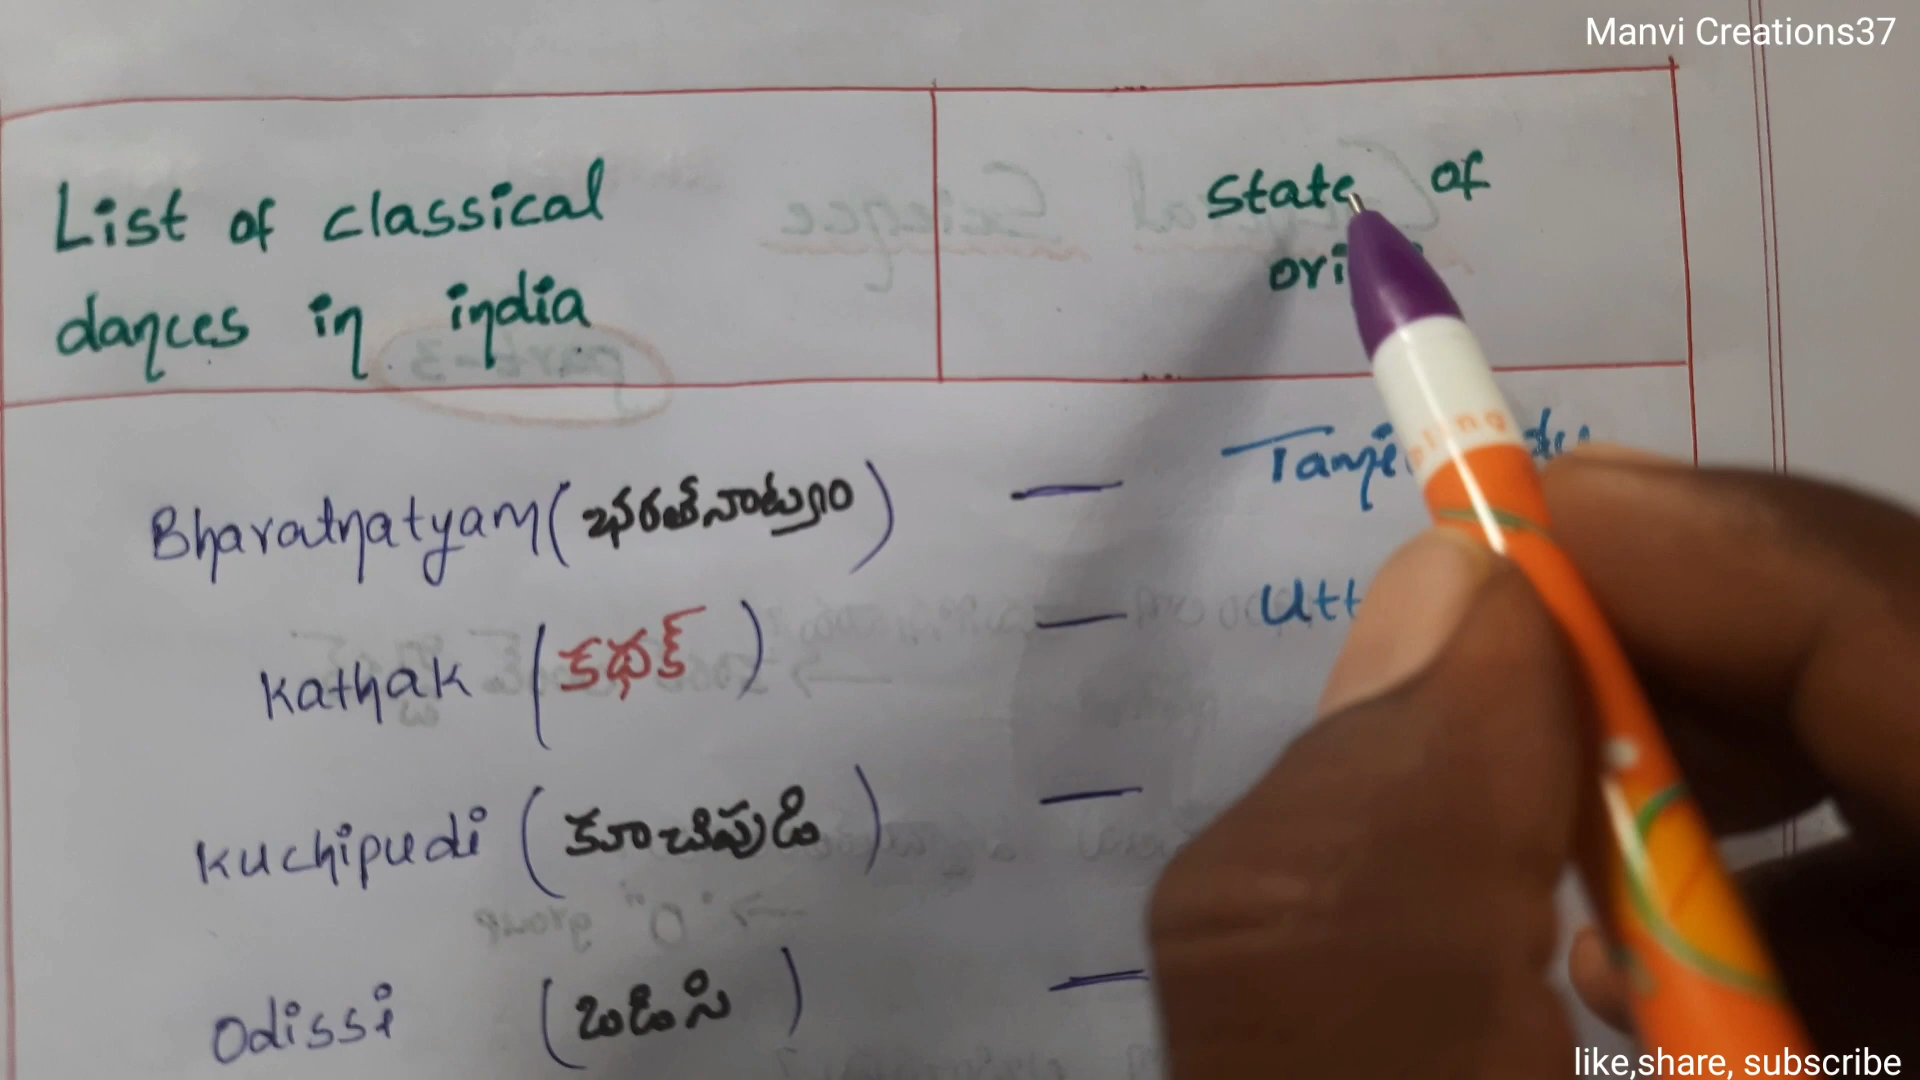 Manvi Creations37
List of classical
dances in india
State of
Bharatnatyam (భరత్నాట్యం) —
Kathak (కథక్) —
Kuchipudi (కూచిపుడి) —
Odissi (ఒడిసి) —
like,share, subscribe